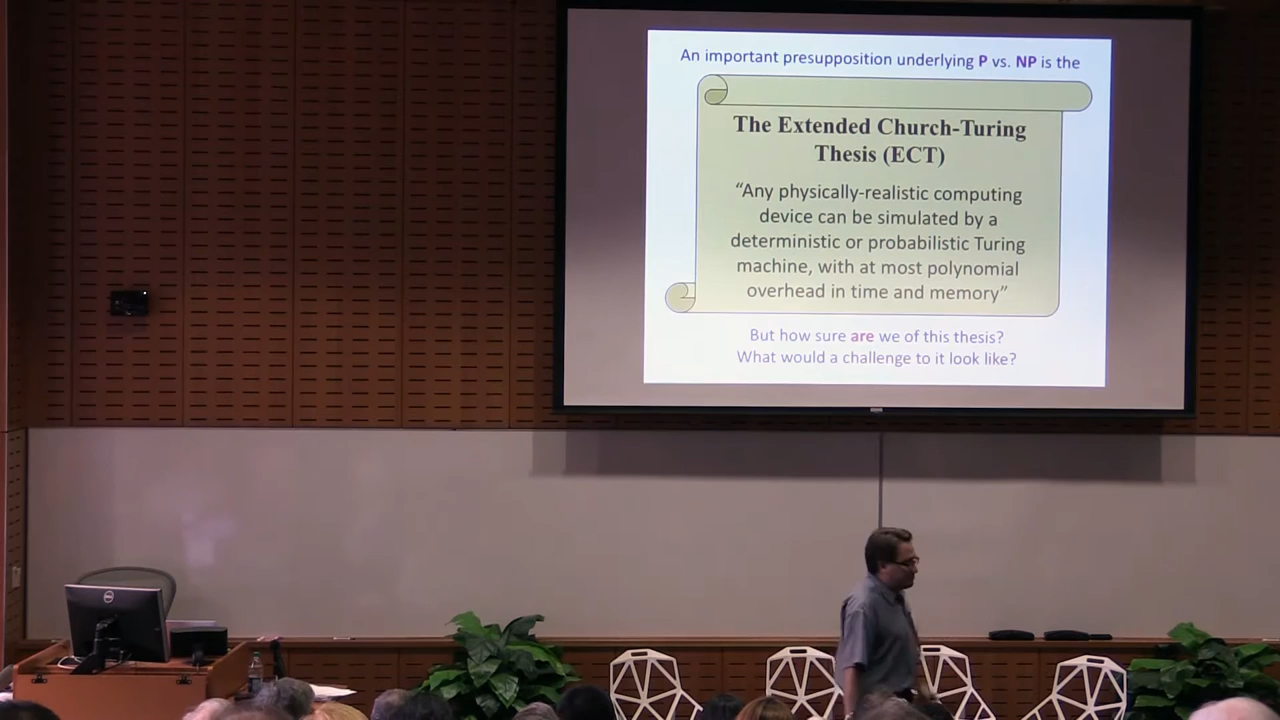 An important presupposition underlying P vs. NP is the
The Extended Church-Turing
Thesis (ECT)
“Any physically-realistic computing
device can be simulated by a
deterministic or probabilistic Turing
machine, with at most polynomial
overhead in time and memory”
But how sure are we of this thesis?
What would a challenge to it look like?
DELL